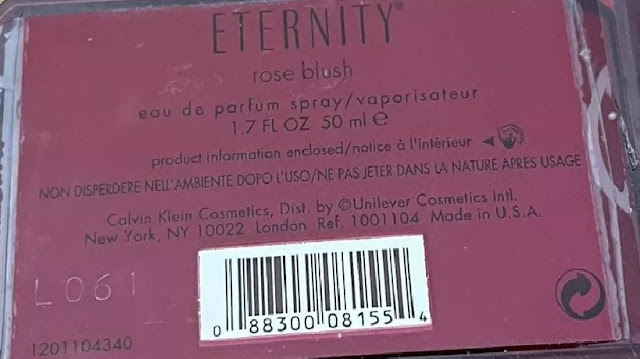 ETERNITY®
rose blush
eau de parfum spray/vaporisateur
1.7 FL OZ 50 ml ℮
product information enclosed/notice à l'intérieur
NON DISPERDERE NELL'AMBIENTE DOPO L'USO/NE PAS JETER DANS LA NATURE APRES USAGE
Calvin Klein Cosmetics, Dist. by ©Unilever Cosmetics Intl.
New York, NY 10022 London Ref. 1001104 Made in U.S.A.
L061
0 88300 08155 4
1201104340